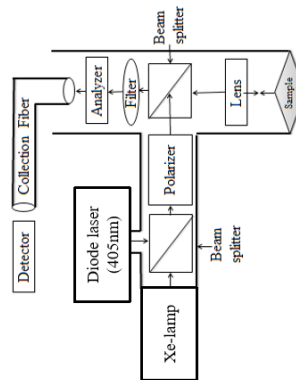 Detector
Collection Fiber
Diode laser
(405nm)
Analyzer
Filter
Beam
splitter
Xe-lamp
Polarizer
Lens
Sample
Beam
splitter